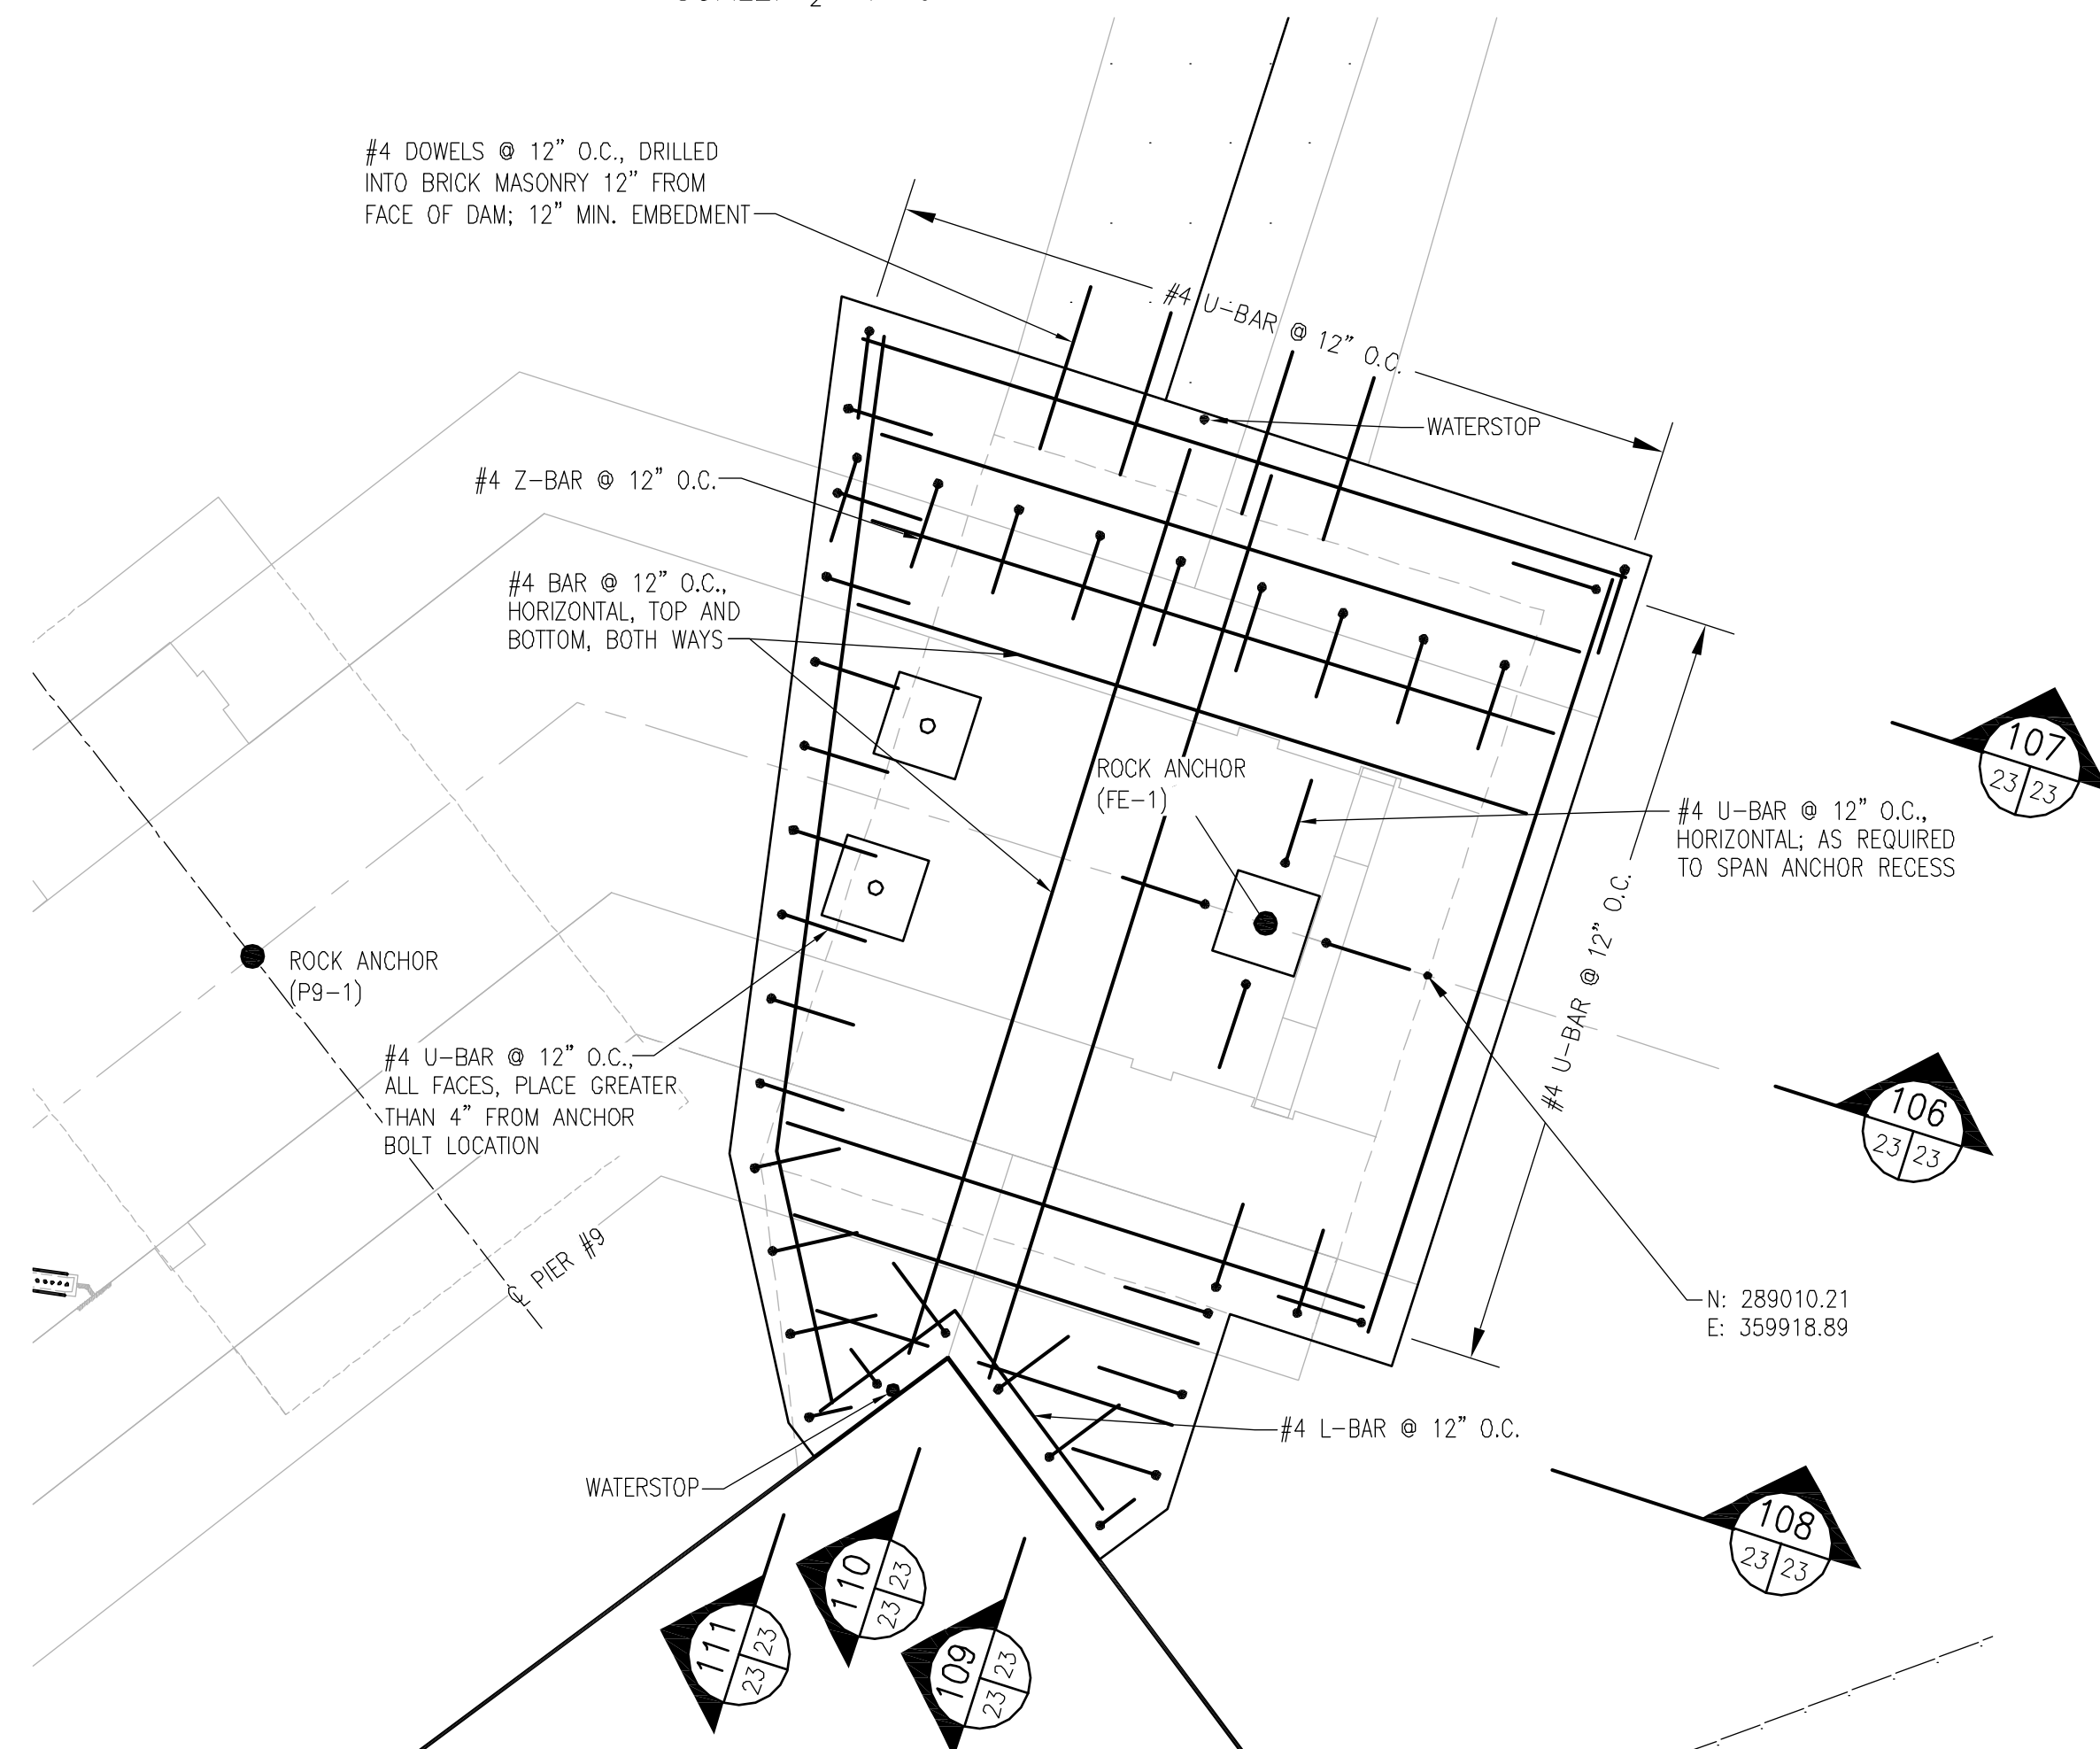 #4 DOWELS @ 12" O.C., DRILLED
INTO BRICK MASONRY 12" FROM
FACE OF DAM; 12" MIN. EMBEDMENT
#4 U-BAR @ 12" O.C.
WATERSTOP
#4 Z-BAR @ 12" O.C.
#4 BAR @ 12" O.C.,
HORIZONTAL, TOP AND
BOTTOM, BOTH WAYS
ROCK ANCHOR
(FE-1)
107
23 23
#4 U-BAR @ 12" O.C.,
HORIZONTAL; AS REQUIRED
TO SPAN ANCHOR RECESS
#4 U-BAR @ 12" O.C.
ROCK ANCHOR
(P9-1)
#4 U-BAR @ 12" O.C.,
ALL FACES, PLACE GREATER
THAN 4" FROM ANCHOR
BOLT LOCATION
106
23 23
℄ PIER #9
N: 289010.21
E: 359918.89
#4 L-BAR @ 12" O.C.
WATERSTOP
108
23 23
110
23 23
111
23 23
109
23 23